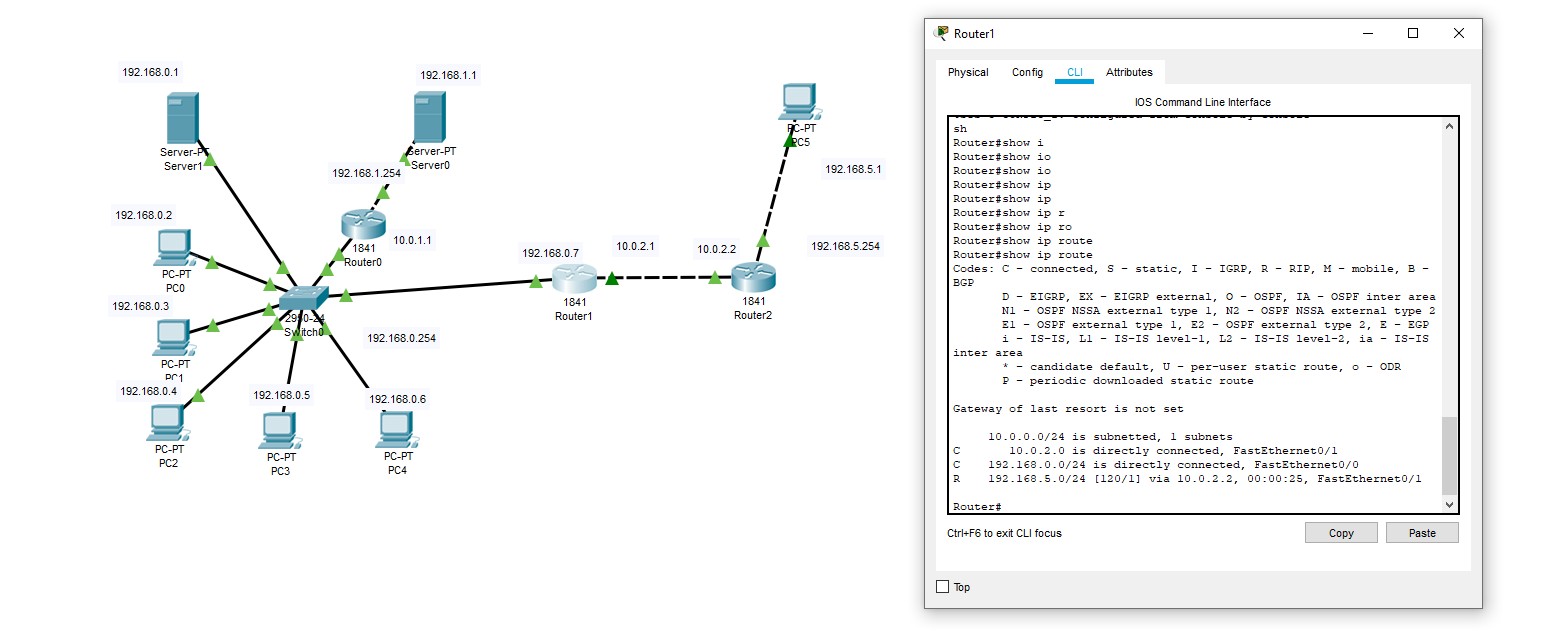 192.168.0.1
Server-PT
Server1
192.168.1.1
Server-PT
Server0
192.168.1.254
192.168.0.2
PC-PT
PC0
1841
Router0
10.0.1.1
192.168.0.3
PC-PT
PC1
2950-24
Switch0
192.168.0.254
192.168.0.4
PC-PT
PC2
192.168.0.5
PC-PT
PC3
192.168.0.6
PC-PT
PC4
192.168.0.7
1841
Router1
10.0.2.1
10.0.2.2
1841
Router2
PC-PT
PC5
192.168.5.1
192.168.5.254
Router1
Physical Config CLI Attributes
IOS Command Line Interface
sh
Router#show i
Router#show io
Router#show io
Router#show ip
Router#show ip
Router#show ip r
Router#show ip ro
Router#show ip route
Router#show ip route
Codes: C - connected, S - static, I - IGRP, R - RIP, M - mobile, B -
BGP
D - EIGRP, EX - EIGRP external, O - OSPF, IA - OSPF inter area
N1 - OSPF NSSA external type 1, N2 - OSPF NSSA external type 2
E1 - OSPF external type 1, E2 - OSPF external type 2, E - EGP
i - IS-IS, L1 - IS-IS level-1, L2 - IS-IS level-2, ia - IS-IS
inter area
* - candidate default, U - per-user static route, o - ODR
P - periodic downloaded static route
Gateway of last resort is not set
10.0.0.0/24 is subnetted, 1 subnets
C 10.0.2.0 is directly connected, FastEthernet0/1
C 192.168.0.0/24 is directly connected, FastEthernet0/0
R 192.168.5.0/24 [120/1] via 10.0.2.2, 00:00:25, FastEthernet0/1
Router#
Ctrl+F6 to exit CLI focus
Copy
Paste
Top